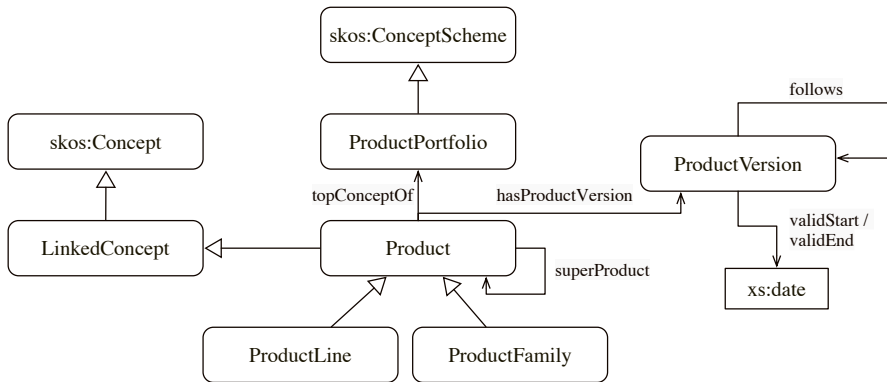 skos:ConceptScheme
follows
skos:Concept
ProductPortfolio
ProductVersion
topConceptOf
hasProductVersion
validStart /
validEnd
LinkedConcept
Product
superProduct
xs:date
ProductLine
ProductFamily